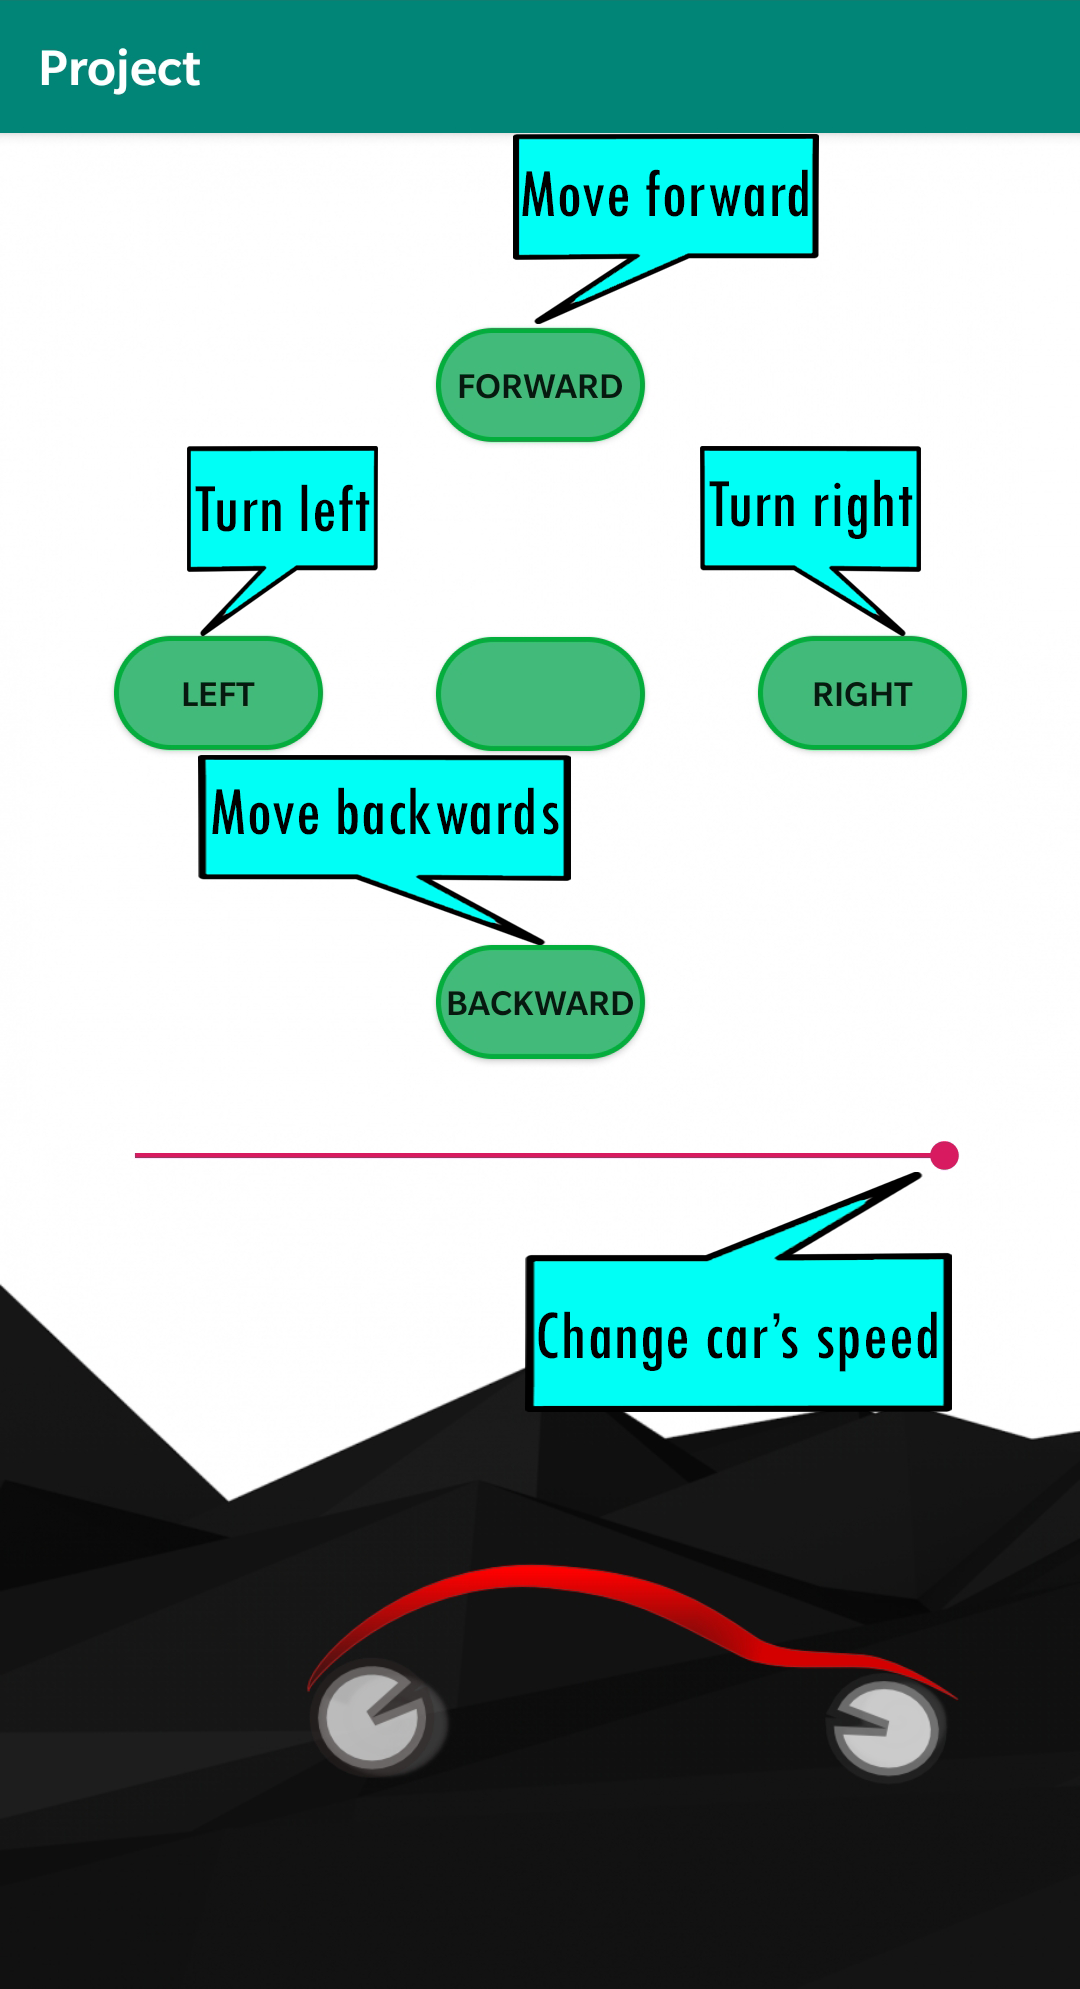 Project
Move forward
FORWARD
Turn left
Turn right
LEFT
RIGHT
Move backwards
BACKWARD
Change car's speed